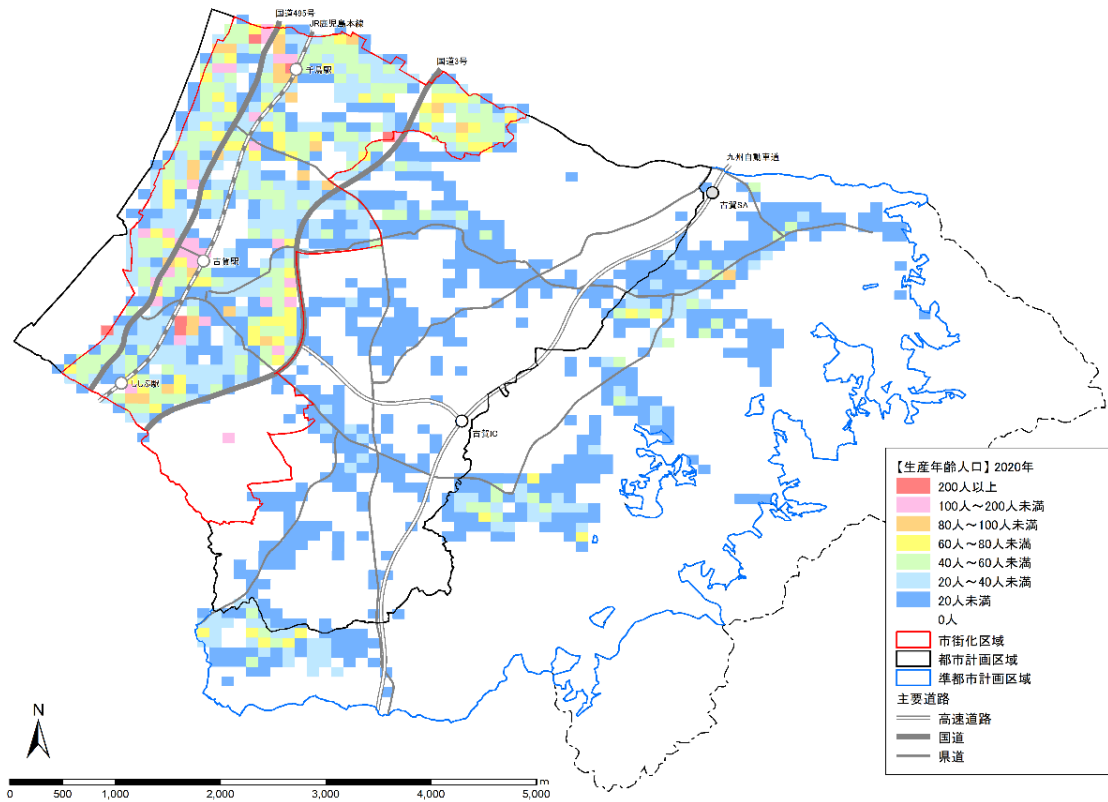 国道495号
JR鹿児島本線
千鳥駅
国道3号
九州自動車道
古賀SA
古賀駅
ししぶ駅
古賀IC
【生産年齢人口】2020年
200人以上
100人～200人未満
80人～100人未満
60人～80人未満
40人～60人未満
20人～40人未満
20人未満
0人
市街化区域
都市計画区域
準都市計画区域
主要道路
高速道路
国道
県道
N
0 500 1,000 2,000 3,000 4,000 5,000 m